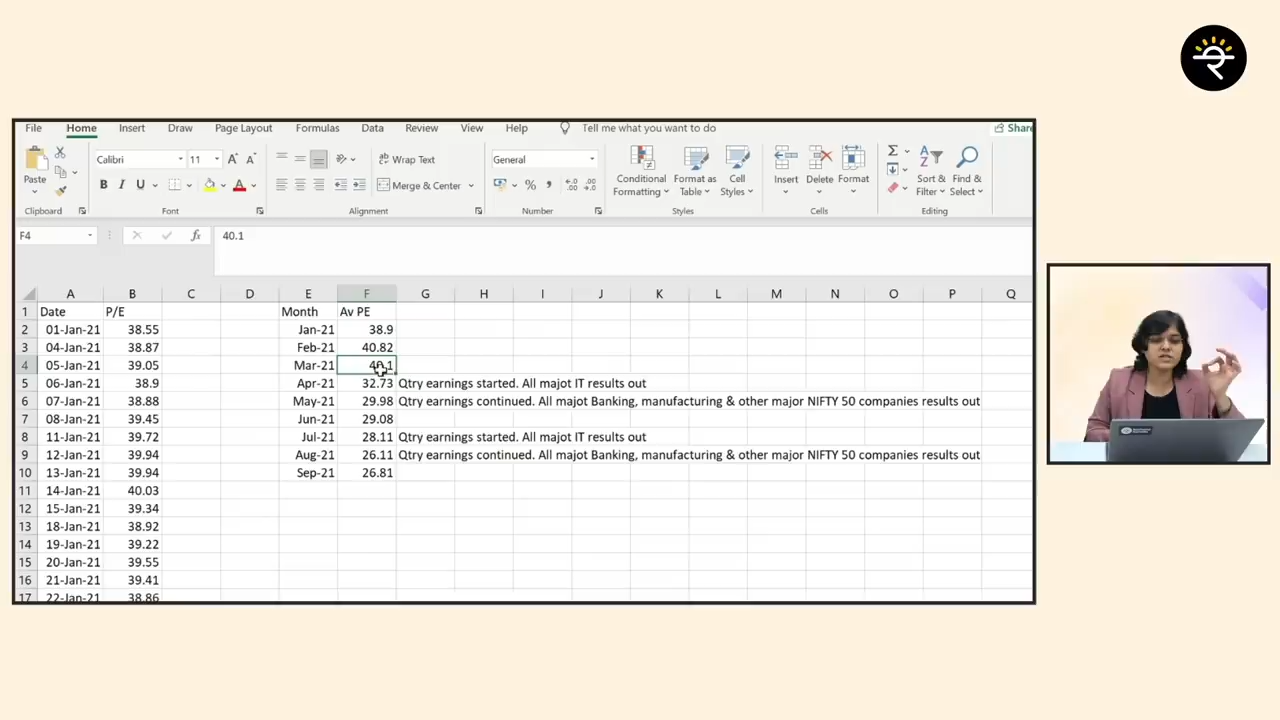 File Home Insert Draw Page Layout Formulas Data Review View Help Tell me what you want to do Share
Calibri 11 A A Wrap Text General
Paste B I U A Merge & Center % , Conditional Formatting Format as Table Cell Styles Insert Delete Format Sort & Filter Find & Select
Clipboard Font Alignment Number Styles Cells Editing
F4 fx 40.1
A B C D E F G H I J K L M N O P Q
1 Date P/E Month Av PE
2 01-Jan-21 38.55 Jan-21 38.9
3 04-Jan-21 38.87 Feb-21 40.82
4 05-Jan-21 39.05 Mar-21 40.1
5 06-Jan-21 38.9 Apr-21 32.73 Qtry earnings started. All majot IT results out
6 07-Jan-21 38.88 May-21 29.98 Qtry earnings continued. All majot Banking, manufacturing & other major NIFTY 50 companies results out
7 08-Jan-21 39.45 Jun-21 29.08
8 11-Jan-21 39.72 Jul-21 28.11 Qtry earnings started. All majot IT results out
9 12-Jan-21 39.94 Aug-21 26.11 Qtry earnings continued. All majot Banking, manufacturing & other major NIFTY 50 companies results out
10 13-Jan-21 39.94 Sep-21 26.81
11 14-Jan-21 40.03
12 15-Jan-21 39.34
13 18-Jan-21 38.92
14 19-Jan-21 39.22
15 20-Jan-21 39.55
16 21-Jan-21 39.41
17 22-Jan-21 38.86